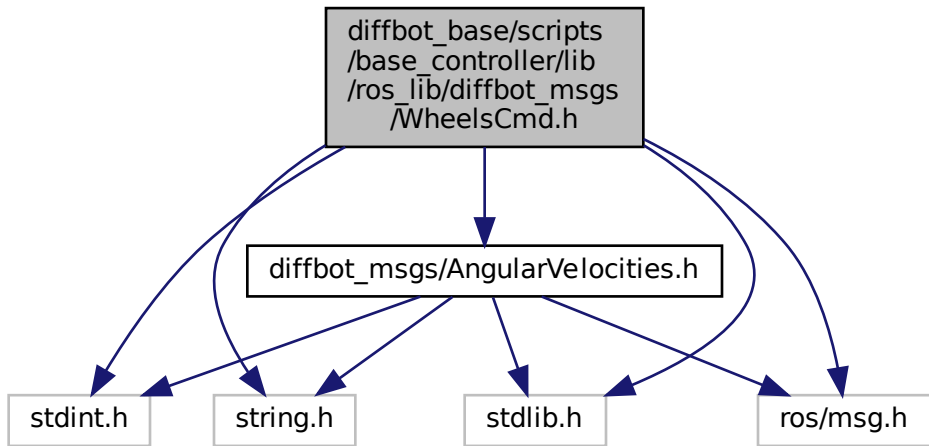 diffbot_base/scripts
/base_controller/lib
/ros_lib/diffbot_msgs
/WheelsCmd.h
diffbot_msgs/AngularVelocities.h
stdint.h
string.h
stdlib.h
ros/msg.h